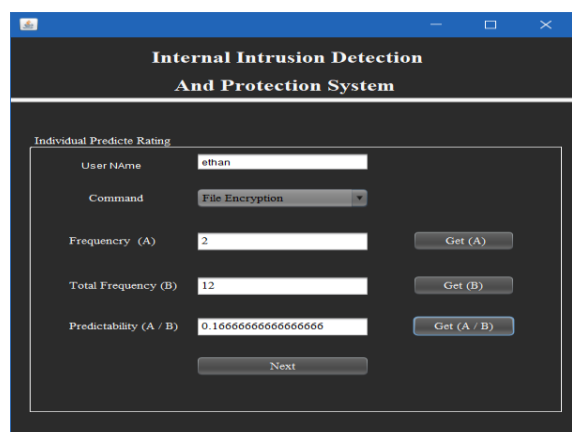 Internal Intrusion Detection
And Protection System
Individual Predicte Rating
User NAme ethan
Command File Encryption
Frequencry (A) 2 Get (A)
Total Frequency (B) 12 Get (B)
Predictability (A / B) 0.16666666666666666 Get (A / B)
Next